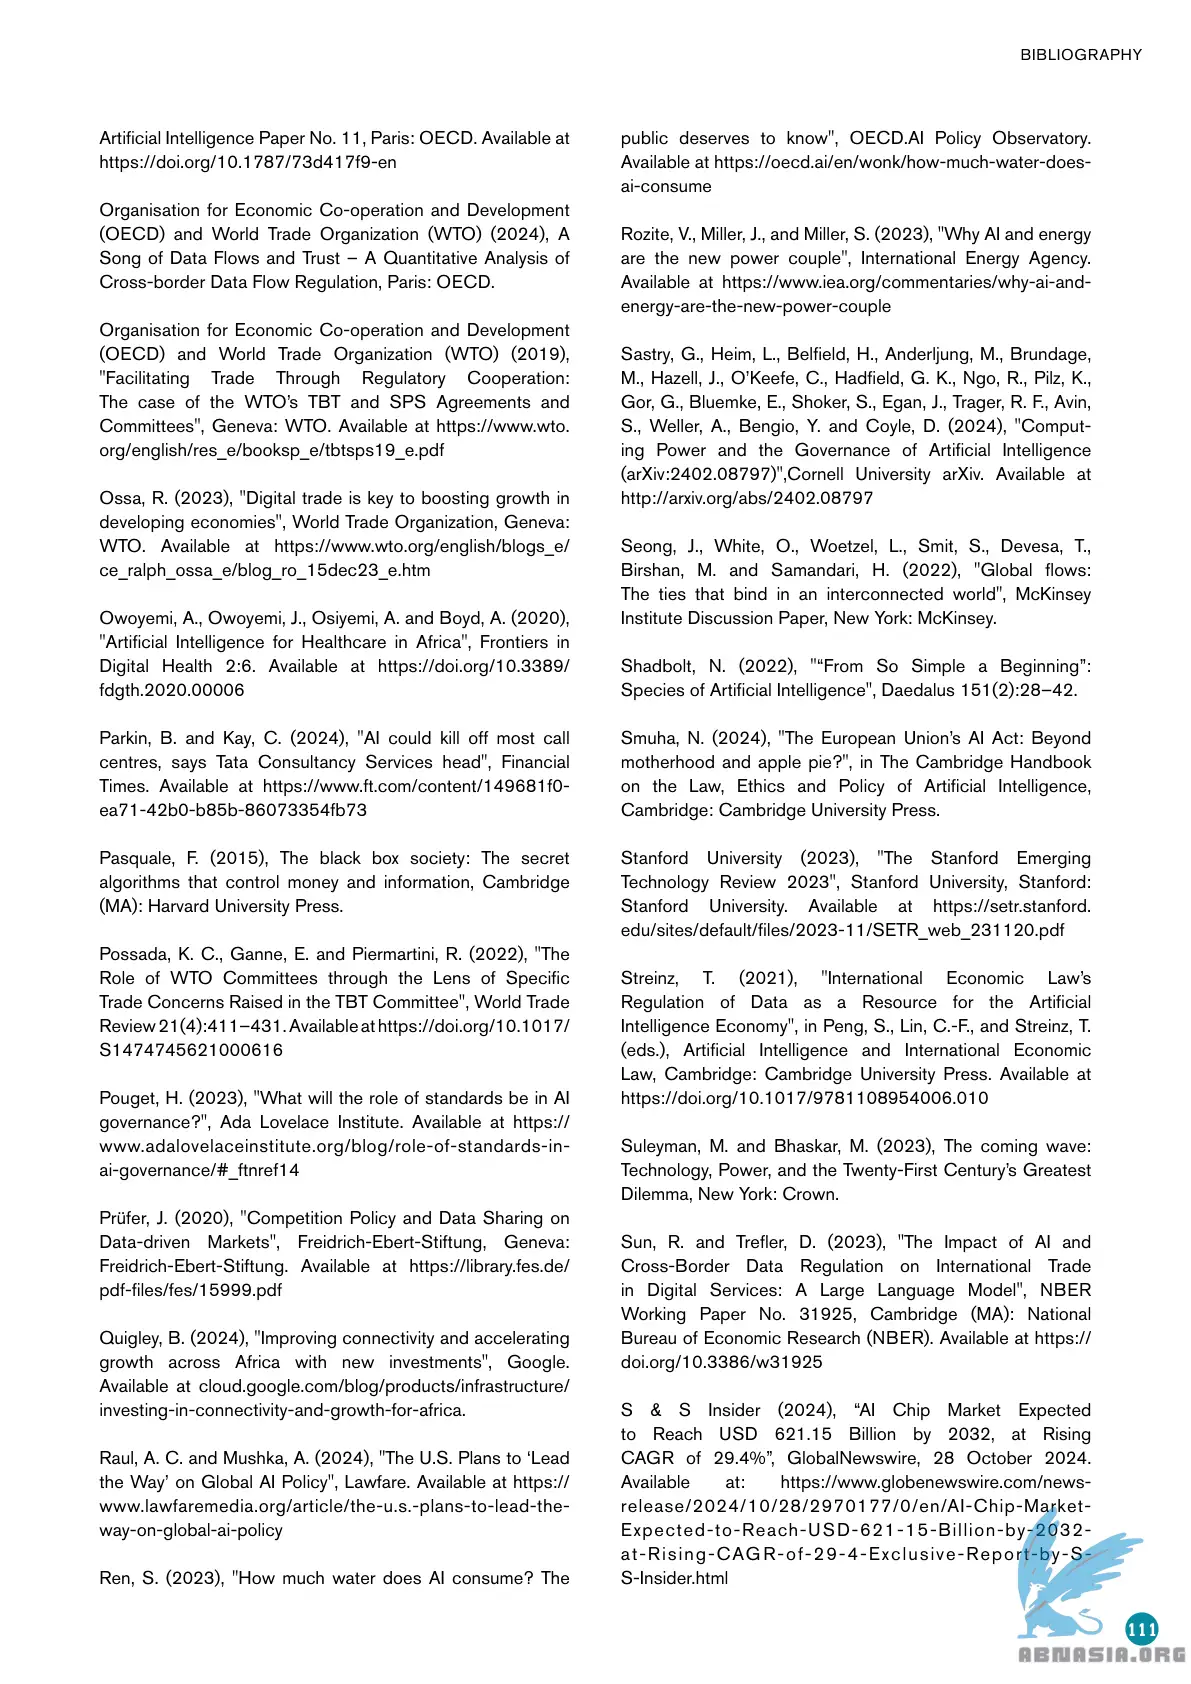 BIBLIOGRAPHY
Artificial Intelligence Paper No. 11, Paris: OECD. Available at
https://doi.org/10.1787/73d417f9-en
Organisation for Economic Co-operation and Development
(OECD) and World Trade Organization (WTO) (2024), A
Song of Data Flows and Trust – A Quantitative Analysis of
Cross-border Data Flow Regulation, Paris: OECD.
Organisation for Economic Co-operation and Development
(OECD) and World Trade Organization (WTO) (2019),
"Facilitating Trade Through Regulatory Cooperation:
The case of the WTO's TBT and SPS Agreements and
Committees", Geneva: WTO. Available at https://www.wto.
org/english/res_e/booksp_e/tbtsps19_e.pdf
Ossa, R. (2023), "Digital trade is key to boosting growth in
developing economies", World Trade Organization, Geneva:
WTO. Available at https://www.wto.org/english/blogs_e/
ce_ralph_ossa_e/blog_ro_15dec23_e.htm
Owoyemi, A., Owoyemi, J., Osiyemi, A. and Boyd, A. (2020),
"Artificial Intelligence for Healthcare in Africa", Frontiers in
Digital Health 2:6. Available at https://doi.org/10.3389/
fdgth.2020.00006
Parkin, B. and Kay, C. (2024), "AI could kill off most call
centres, says Tata Consultancy Services head", Financial
Times. Available at https://www.ft.com/content/149681f0-
ea71-42b0-b85b-86073354fb73
Pasquale, F. (2015), The black box society: The secret
algorithms that control money and information, Cambridge
(MA): Harvard University Press.
Possada, K. C., Ganne, E. and Piermartini, R. (2022), "The
Role of WTO Committees through the Lens of Specific
Trade Concerns Raised in the TBT Committee", World Trade
Review 21(4):411–431. Available at https://doi.org/10.1017/
S1474745621000616
Pouget, H. (2023), "What will the role of standards be in AI
governance?", Ada Lovelace Institute. Available at https://
www.adalovelaceinstitute.org/blog/role-of-standards-in-
ai-governance/#_ftnref14
Prüfer, J. (2020), "Competition Policy and Data Sharing on
Data-driven Markets", Freidrich-Ebert-Stiftung, Geneva:
Freidrich-Ebert-Stiftung. Available at https://library.fes.de/
pdf-files/fes/15999.pdf
Quigley, B. (2024), "Improving connectivity and accelerating
growth across Africa with new investments", Google.
Available at cloud.google.com/blog/products/infrastructure/
investing-in-connectivity-and-growth-for-africa.
Raul, A. C. and Mushka, A. (2024), "The U.S. Plans to ‘Lead
the Way’ on Global AI Policy", Lawfare. Available at https://
www.lawfaremedia.org/article/the-u.s.-plans-to-lead-the-
way-on-global-ai-policy
Ren, S. (2023), "How much water does AI consume? The
public deserves to know", OECD.AI Policy Observatory.
Available at https://oecd.ai/en/wonk/how-much-water-does-
ai-consume
Rozite, V., Miller, J., and Miller, S. (2023), "Why AI and energy
are the new power couple", International Energy Agency.
Available at https://www.iea.org/commentaries/why-ai-and-
energy-are-the-new-power-couple
Sastry, G., Heim, L., Belfield, H., Anderljung, M., Brundage,
M., Hazell, J., O’Keefe, C., Hadfield, G. K., Ngo, R., Pilz, K.,
Gor, G., Bluemke, E., Shoker, S., Egan, J., Trager, R. F., Avin,
S., Weller, A., Bengio, Y. and Coyle, D. (2024), "Comput-
ing Power and the Governance of Artificial Intelligence
(arXiv:2402.08797)",Cornell University arXiv. Available at
http://arxiv.org/abs/2402.08797
Seong, J., White, O., Woetzel, L., Smit, S., Devesa, T.,
Birshan, M. and Samandari, H. (2022), "Global flows:
The ties that bind in an interconnected world", McKinsey
Institute Discussion Paper, New York: McKinsey.
Shadbolt, N. (2022), "“From So Simple a Beginning”:
Species of Artificial Intelligence", Daedalus 151(2):28–42.
Smuha, N. (2024), "The European Union’s AI Act: Beyond
motherhood and apple pie?", in The Cambridge Handbook
on the Law, Ethics and Policy of Artificial Intelligence,
Cambridge: Cambridge University Press.
Stanford University (2023), "The Stanford Emerging
Technology Review 2023", Stanford University, Stanford:
Stanford University. Available at https://setr.stanford.
edu/sites/default/files/2023-11/SETR_web_231120.pdf
Streinz, T. (2021), "International Economic Law’s
Regulation of Data as a Resource for the Artificial
Intelligence Economy", in Peng, S., Lin, C.-F., and Streinz, T.
(eds.), Artificial Intelligence and International Economic
Law, Cambridge: Cambridge University Press. Available at
https://doi.org/10.1017/9781108954006.010
Suleyman, M. and Bhaskar, M. (2023), The coming wave:
Technology, Power, and the Twenty-First Century’s Greatest
Dilemma, New York: Crown.
Sun, R. and Trefler, D. (2023), "The Impact of AI and
Cross-Border Data Regulation on International Trade
in Digital Services: A Large Language Model", NBER
Working Paper No. 31925, Cambridge (MA): National
Bureau of Economic Research (NBER). Available at https://
doi.org/10.3386/w31925
S & S Insider (2024), “AI Chip Market Expected
to Reach USD 621.15 Billion by 2032, at Rising
CAGR of 29.4%”, GlobalNewswire, 28 October 2024.
Available at: https://www.globenewswire.com/news-
release/2024/10/28/2970177/0/en/AI-Chip-Market-
Expected-to-Reach-USD-621-15-Billion-by-2032-
at-Rising-CAGR-of-29-4-Exclusive-Report-by-S-
S-Insider.html
111
ABNASIA.ORG